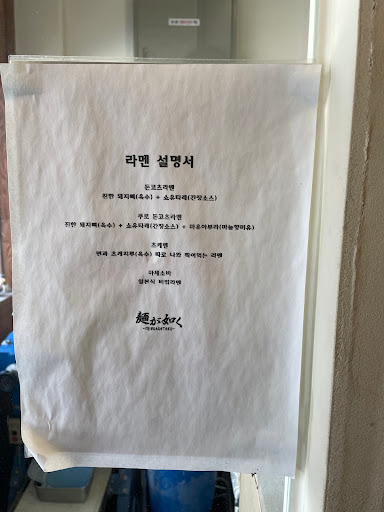 라멘 설명서
돈코츠라멘
진한 돼지뼈(육수) + 쇼유타레(간장소스)
쿠로 돈코츠라멘
진한 돼지뼈(육수) + 쇼유타레(간장소스) + 마유아부라(마늘향미유)
츠케멘
면과 츠케지루(육수) 따로 나와 찍어먹는 라멘
마제소바
일본식 비빔라멘
麺が如く